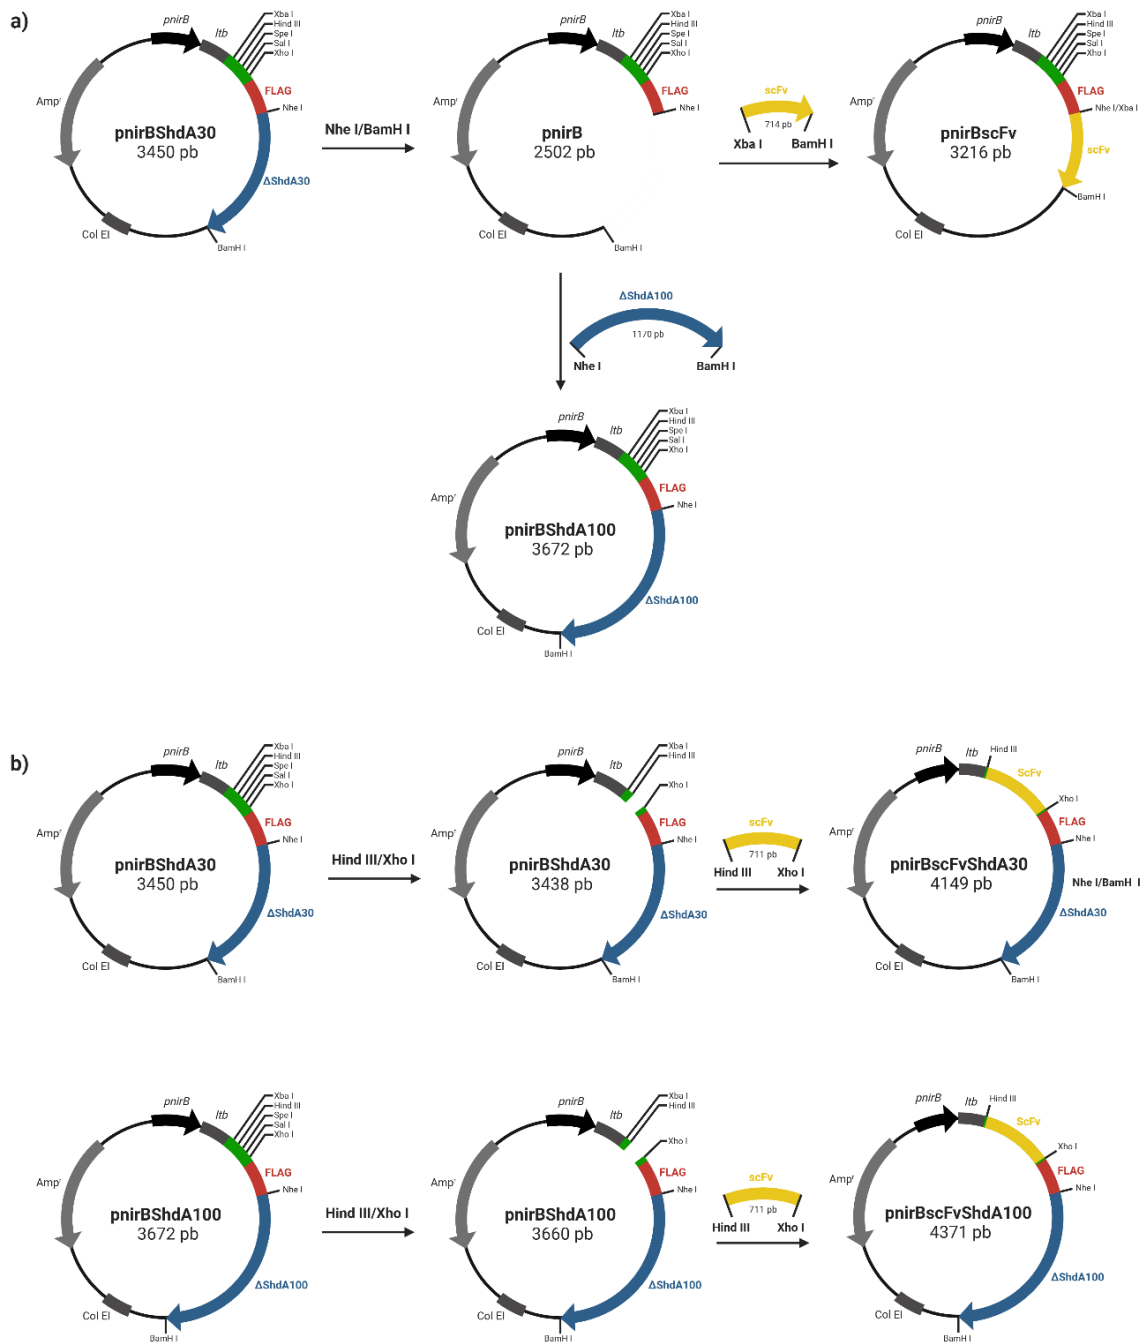 a)
pnirB
ltb
Xba I
Hind III
Spe I
Sal I
Xho I
FLAG
Nhe I
Ampʳ
pnirBShdA30
3450 pb
ΔShdA30
Col EI
BamH I
Nhe I/BamH I
pnirB
ltb
Xba I
Hind III
Spe I
Sal I
Xho I
FLAG
Nhe I
Ampʳ
pnirB
2502 pb
Col EI
BamH I
scFv
714 pb
Xba I
BamH I
pnirB
ltb
Xba I
Hind III
Spe I
Sal I
Xho I
FLAG
Nhe I/Xba I
Ampʳ
pnirBscFv
3216 pb
scFv
BamH I
Col EI
ΔShdA100
1170 pb
Nhe I
BamH I
pnirB
ltb
Xba I
Hind III
Spe I
Sal I
Xho I
FLAG
Nhe I
Ampʳ
pnirBShdA100
3672 pb
ΔShdA100
Col EI
BamH I
b)
pnirB
ltb
Xba I
Hind III
Spe I
Sal I
Xho I
FLAG
Nhe I
Ampʳ
pnirBShdA30
3450 pb
ΔShdA30
Col EI
BamH I
Hind III/Xho I
pnirB
ltb
Xba I
Hind III
Xho I
FLAG
Nhe I
Ampʳ
pnirBShdA30
3438 pb
ΔShdA30
Col EI
BamH I
scFv
711 pb
Hind III
Xho I
pnirB
ltb
Hind III
ScFv
Xho I
FLAG
Nhe I
Ampʳ
pnirBscFvShdA30
4149 pb
Nhe I/BamH I
ΔShdA30
Col EI
BamH I
pnirB
ltb
Xba I
Hind III
Spe I
Sal I
Xho I
FLAG
Nhe I
Ampʳ
pnirBShdA100
3672 pb
ΔShdA100
Col EI
BamH I
Hind III/Xho I
pnirB
ltb
Xba I
Hind III
Xho I
FLAG
Nhe I
Ampʳ
pnirBShdA100
3660 pb
ΔShdA100
Col EI
BamH I
scFv
711 pb
Hind III
Xho I
pnirB
ltb
Hind III
ScFv
Xho I
FLAG
Nhe I
Ampʳ
pnirBscFvShdA100
4371 pb
ΔShdA100
Col EI
BamH I